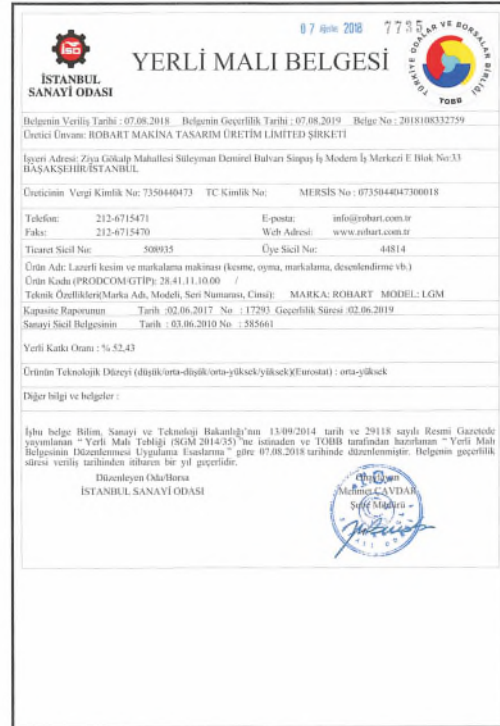 07 Ağustos 2018 7735
TÜRKİYE ODALAR VE BORSALAR BİRLİĞİ
TOBB
İSO
İSTANBUL
SANAYİ ODASI
YERLİ MALI BELGESİ
Belgenin Veriliş Tarihi : 07.08.2018 Belgenin Geçerlilik Tarihi : 07.08.2019 Belge No : 2018108332759
Üretici Ünvanı: ROBART MAKİNA TASARIM ÜRETİM LİMİTED ŞİRKETİ
İşyeri Adresi: Ziya Gökalp Mahallesi Süleyman Demirel Bulvarı Sinpaş İş Modern İş Merkezi E Blok No:33
BAŞAKŞEHİR/İSTANBUL
Üreticinin Vergi Kimlik No: 7350440473 TC Kimlik No: MERSİS No : 0735044047300018
Telefon: 212-6715471 E-posta: info@robart.com.tr
Faks: 212-6715470 Web Adresi: www.robart.com.tr
Ticaret Sicil No: 508935 Üye Sicil No: 44814
Ürün Adı: Lazerli kesim ve markalama makinası (kesme, oyma, markalama, desenlendirme vb.)
Ürün Kodu (PRODCOM/GTİP): 28.41.11.10.00 /
Teknik Özellikleri(Marka Adı, Modeli, Seri Numarası, Cinsi): MARKA: ROBART MODEL: LGM
Kapasite Raporunun Tarih :02.06.2017 No : 17293 Geçerlilik Süresi :02.06.2019
Sanayi Sicil Belgesinin Tarih : 03.06.2010 No : 585661
Yerli Katkı Oranı : % 52,43
Ürünün Teknolojik Düzeyi (düşük/orta-düşük/orta-yüksek/yüksek)(Eurostat) : orta-yüksek
Diğer bilgi ve belgeler :
İşbu belge Bilim, Sanayi ve Teknoloji Bakanlığı'nın 13/09/2014 tarih ve 29118 sayılı Resmi Gazetede
yayımlanan " Yerli Malı Tebliği (SGM 2014/35) "ne istinaden ve TOBB tarafından hazırlanan " Yerli Malı
Belgesinin Düzenlenmesi Uygulama Esaslarına " göre 07.08.2018 tarihinde düzenlenmiştir. Belgenin geçerlilik
süresi veriliş tarihinden itibaren bir yıl geçerlidir.
Düzenleyen Oda/Borsa
İSTANBUL SANAYİ ODASI
Onaylayan
Mehmet ÇAVDAR
Şube Müdürü